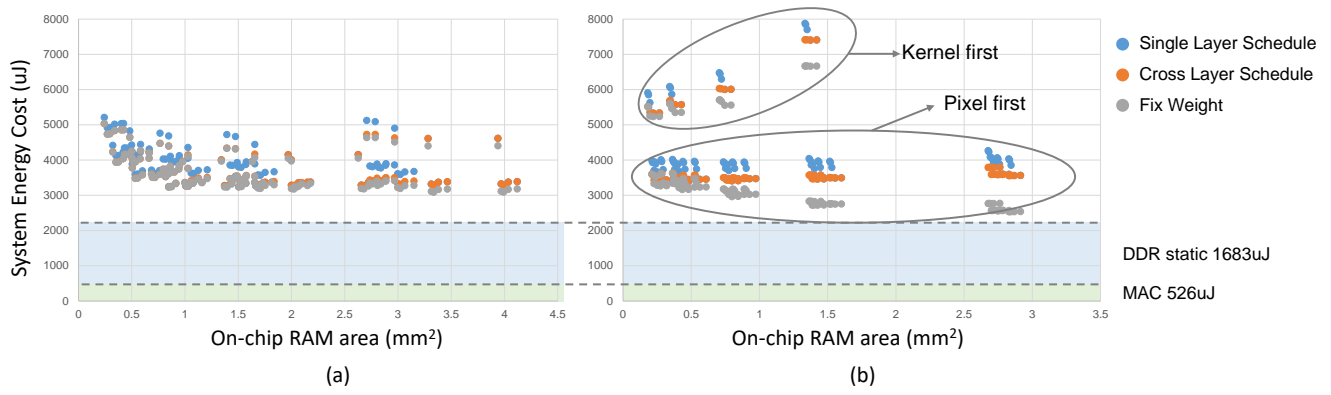 System Energy Cost (uJ)
8000
7000
6000
5000
4000
3000
2000
1000
0
0 0.5 1 1.5 2 2.5 3 3.5 4 4.5
On-chip RAM area (mm²)
(a)
8000
7000
6000
5000
4000
3000
2000
1000
0
0 0.5 1 1.5 2 2.5 3 3.5
On-chip RAM area (mm²)
(b)
Kernel first
Pixel first
Single Layer Schedule
Cross Layer Schedule
Fix Weight
DDR static 1683uJ
MAC 526uJ